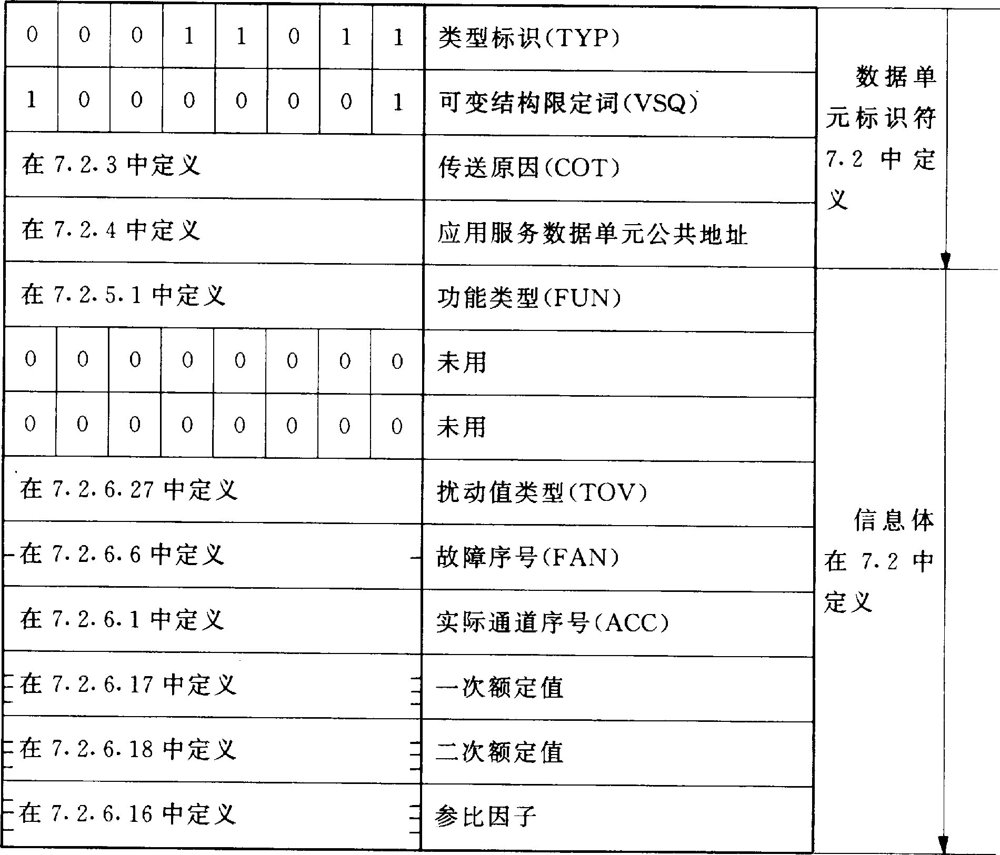 0 0 0 1 1 0 1 1 类型标识(TYP)
1 0 0 0 0 0 0 1 可变结构限定词(VSQ)
在 7.2.3 中定义 传送原因(COT)
在 7.2.4 中定义 应用服务数据单元公共地址
数据单
元标识符
7.2 中定
义
在 7.2.5.1 中定义 功能类型(FUN)
0 0 0 0 0 0 0 0 未用
0 0 0 0 0 0 0 0 未用
在 7.2.6.27 中定义 扰动值类型(TOV)
在 7.2.6.6 中定义 故障序号(FAN)
在 7.2.6.1 中定义 实际通道序号(ACC)
在 7.2.6.17 中定义 一次额定值
在 7.2.6.18 中定义 二次额定值
在 7.2.6.16 中定义 参比因子
信息体
在 7.2 中
定义